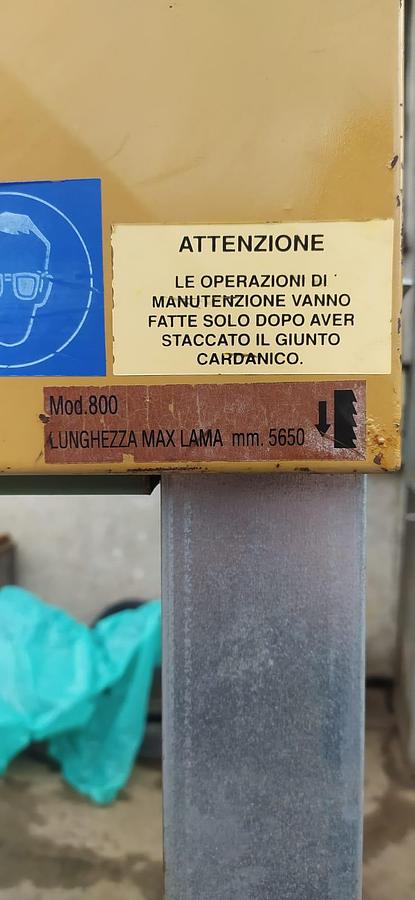 ATTENZIONE
LE OPERAZIONI DI
MANUTENZIONE VANNO
FATTE SOLO DOPO AVER
STACCATO IL GIUNTO
CARDANICO.
Mod.800
LUNGHEZZA MAX LAMA mm. 5650